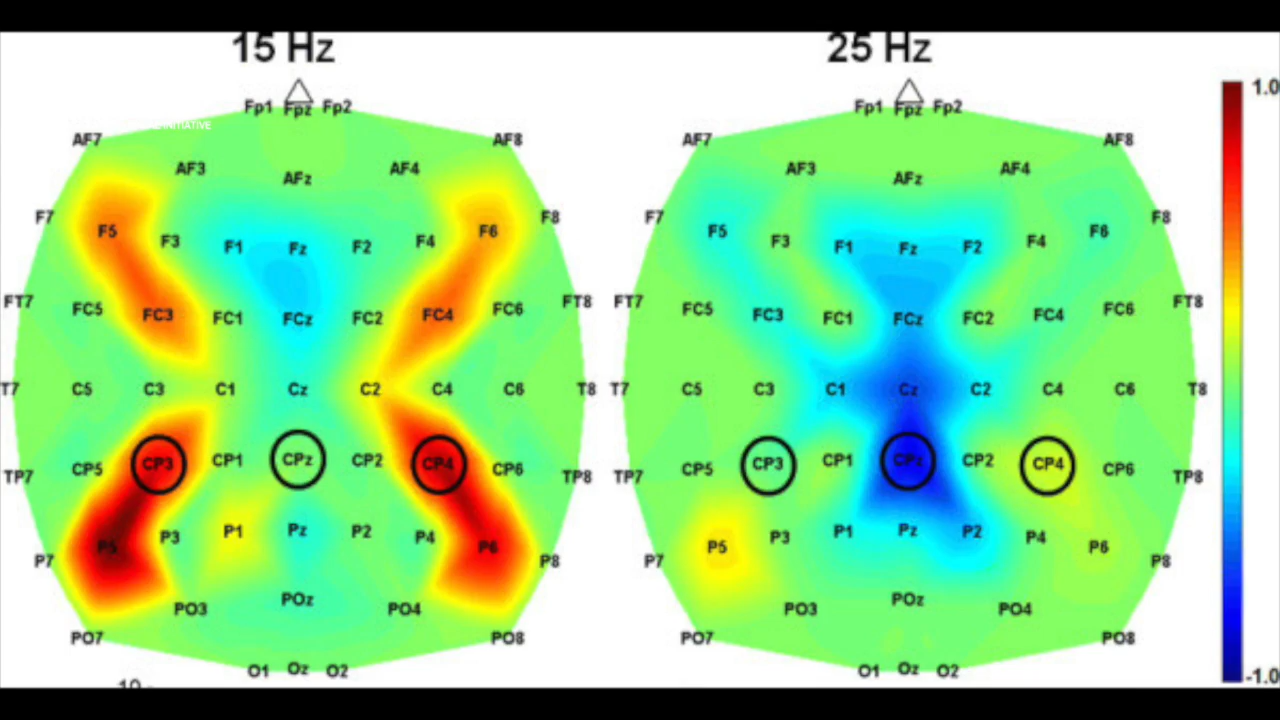 15 Hz 25 Hz
Fp1 Fpz Fp2 Fp1 Fpz Fp2 1.0
INITIATIVE
AF7 AF8 AF7 AF8
AF3 AFz AF4 AF3 AFz AF4
F7 F5 F3 F1 Fz F2 F4 F6 F8 F7 F5 F3 F1 Fz F2 F4 F6 F8
FT7 FC5 FC3 FC1 FCz FC2 FC4 FC6 FT8 FT7 FC5 FC3 FC1 FCz FC2 FC4 FC6 FT8
T7 C5 C3 C1 Cz C2 C4 C6 T8 T7 C5 C3 C1 Cz C2 C4 C6 T8
TP7 CP5 CP3 CP1 CPz CP2 CP4 CP6 TP8 TP7 CP5 CP3 CP1 CPz CP2 CP4 CP6 TP8
P7 P5 P3 P1 Pz P2 P4 P6 P8 P7 P5 P3 P1 Pz P2 P4 P6 P8
PO3 POz PO4 PO3 POz PO4
PO7 PO8 PO7 PO8
O1 Oz O2 O1 Oz O2 -1.0